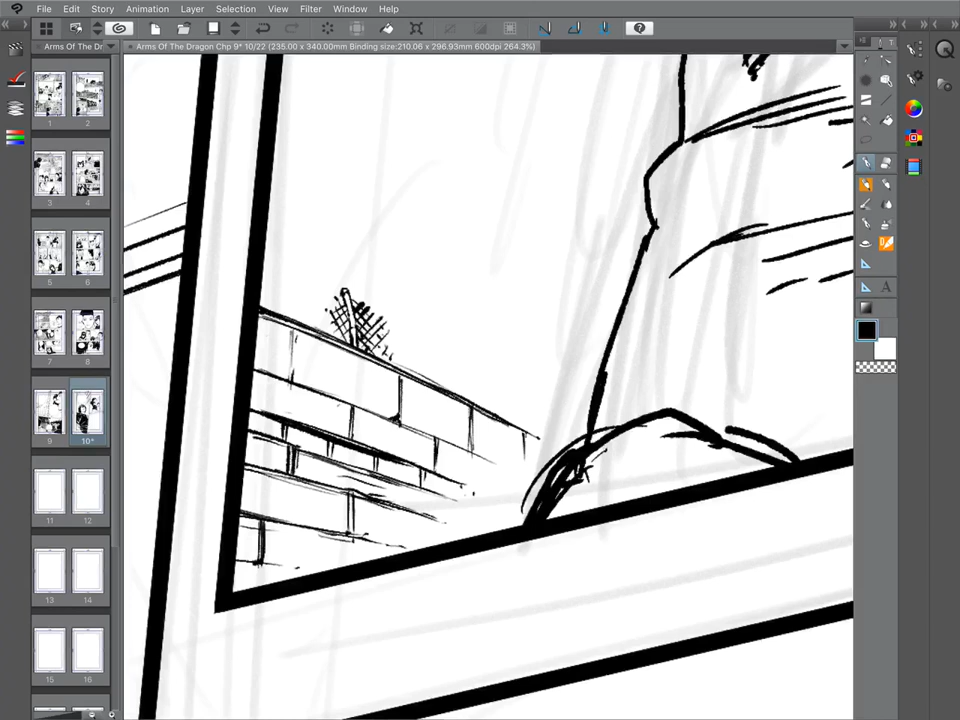 File Edit Story Animation Layer Select View Filter Window Help
Arms Of The Dr
Arms Of The Dragon Chp 9* 10/22 (235.00 x 340.00mm Binding size:210.06 x 296.93mm 600dpi 264.3%)
1 2
3 4
5 6
7 8
9 10*
11 12
13 14
15 16
T
A